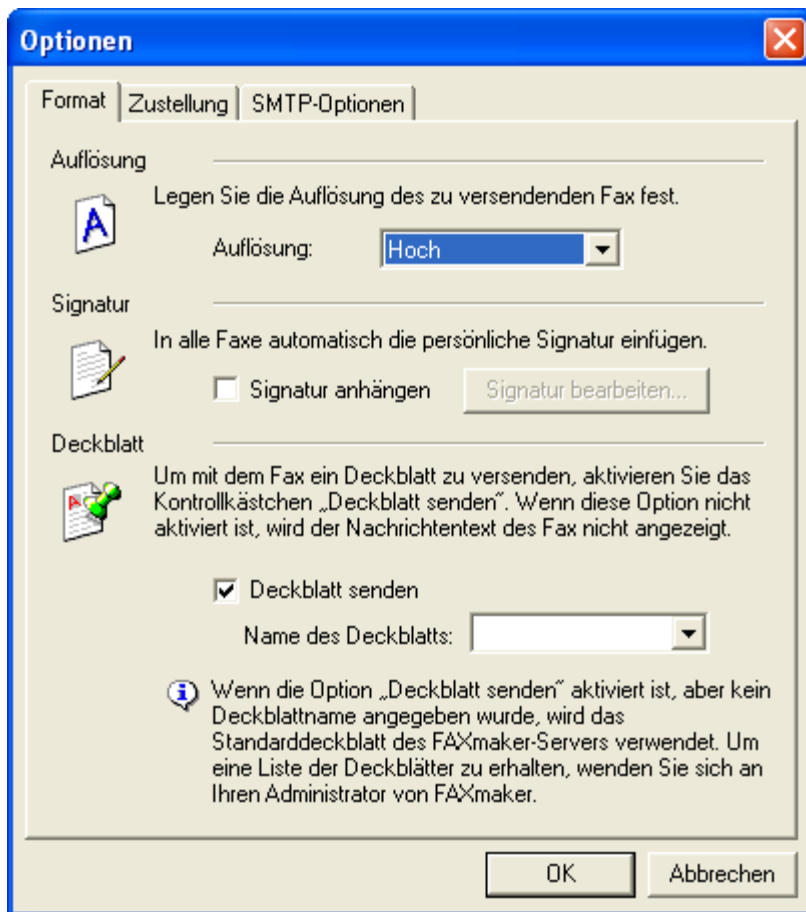 Optionen
Format Zustellung SMTP-Optionen
Auflösung
Legen Sie die Auflösung des zu versendenden Fax fest.
Auflösung: Hoch
Signatur
In alle Faxe automatisch die persönliche Signatur einfügen.
Signatur anhängen Signatur bearbeiten...
Deckblatt
Um mit dem Fax ein Deckblatt zu versenden, aktivieren Sie das
Kontrollkästchen „Deckblatt senden“. Wenn diese Option nicht
aktiviert ist, wird der Nachrichtentext des Fax nicht angezeigt.
Deckblatt senden
Name des Deckblatts:
Wenn die Option „Deckblatt senden“ aktiviert ist, aber kein
Deckblattname angegeben wurde, wird das
Standarddeckblatt des FAXmaker-Servers verwendet. Um
eine Liste der Deckblätter zu erhalten, wenden Sie sich an
Ihren Administrator von FAXmaker.
OK Abbrechen